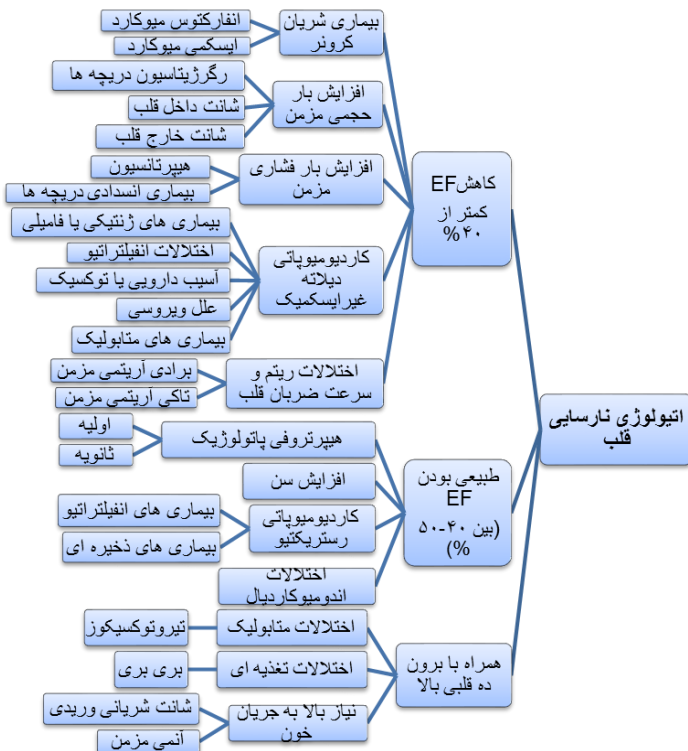 اتیولوژی نارسایی
قلب
کاهش EF
کمتر از
۴۰%
بیماری شریان
کرونر
انفارکتوس میوکارد
ایسکمی میوکارد
افزایش بار
حجمی مزمن
رگرژیتاسیون دریچه ها
شانت داخل قلب
شانت خارج قلب
افزایش بار فشاری
مزمن
هیپرتانسیون
بیماری انسدادی دریچه ها
کاردیومیوپاتی
دیلاته
غیرایسکمیک
بیماری های ژنتیکی یا فامیلی
اختلالات انفیلتراتیو
آسیب دارویی یا توکسیک
علل ویروسی
بیماری های متابولیک
اختلالات ریتم و
سرعت ضربان قلب
برادی آریتمی مزمن
تاکی آریتمی مزمن
طبیعی بودن
EF
(بین ۴۰-۵۰
%)
هیپرتروفی پاتولوژیک
اولیه
ثانویه
افزایش سن
کاردیومیوپاتی
رستریکتیو
بیماری های انفیلتراتیو
بیماری های ذخیره ای
اختلالات
اندومیوکاردیال
همراه با برون
ده قلبی بالا
اختلالات متابولیک
تیروتوکسیکوز
اختلالات تغذیه ای
بری بری
نیاز بالا به جریان
خون
شانت شریانی وریدی
آنمی مزمن